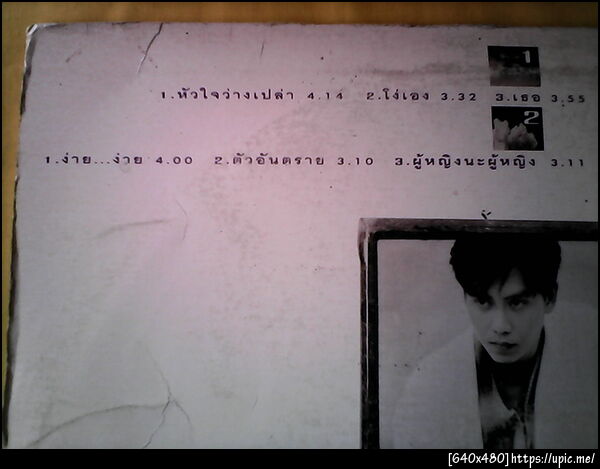 1
1.หัวใจว่างเปล่า 4.14 2.โง่เอง 3.32 3.เธอ 3.55
2
1.ง่าย...ง่าย 4.00 2.ตัวอันตราย 3.10 3.ผู้หญิงนะผู้หญิง 3.11
[640x480]https://upic.me/